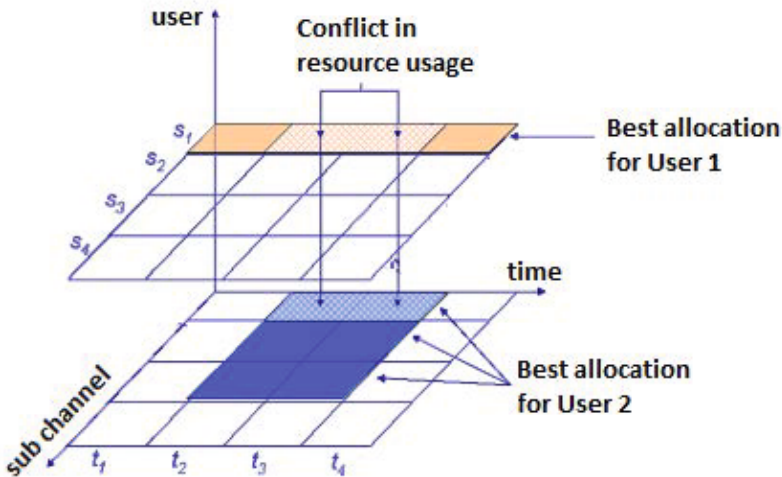 user
Conflict in
resource usage
s1
s2
s3
s4
Best allocation
for User 1
time
Best allocation
for User 2
sub channel
t1 t2 t3 t4